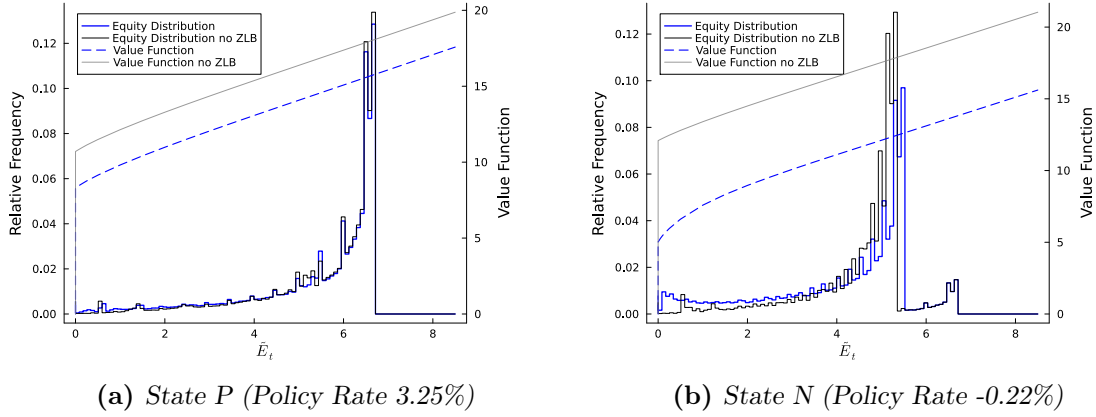 Equity Distribution
Equity Distribution no ZLB
Value Function
Value Function no ZLB
Relative Frequency
0.12
0.10
0.08
0.06
0.04
0.02
0.00
20
15
10
5
0
Value Function
0 2 4 6 8
Ẽ_t
(a) State P (Policy Rate 3.25%)
Equity Distribution
Equity Distribution no ZLB
Value Function
Value Function no ZLB
Relative Frequency
0.12
0.10
0.08
0.06
0.04
0.02
0.00
20
15
10
5
0
Value Function
0 2 4 6 8
Ẽ_t
(b) State N (Policy Rate -0.22%)